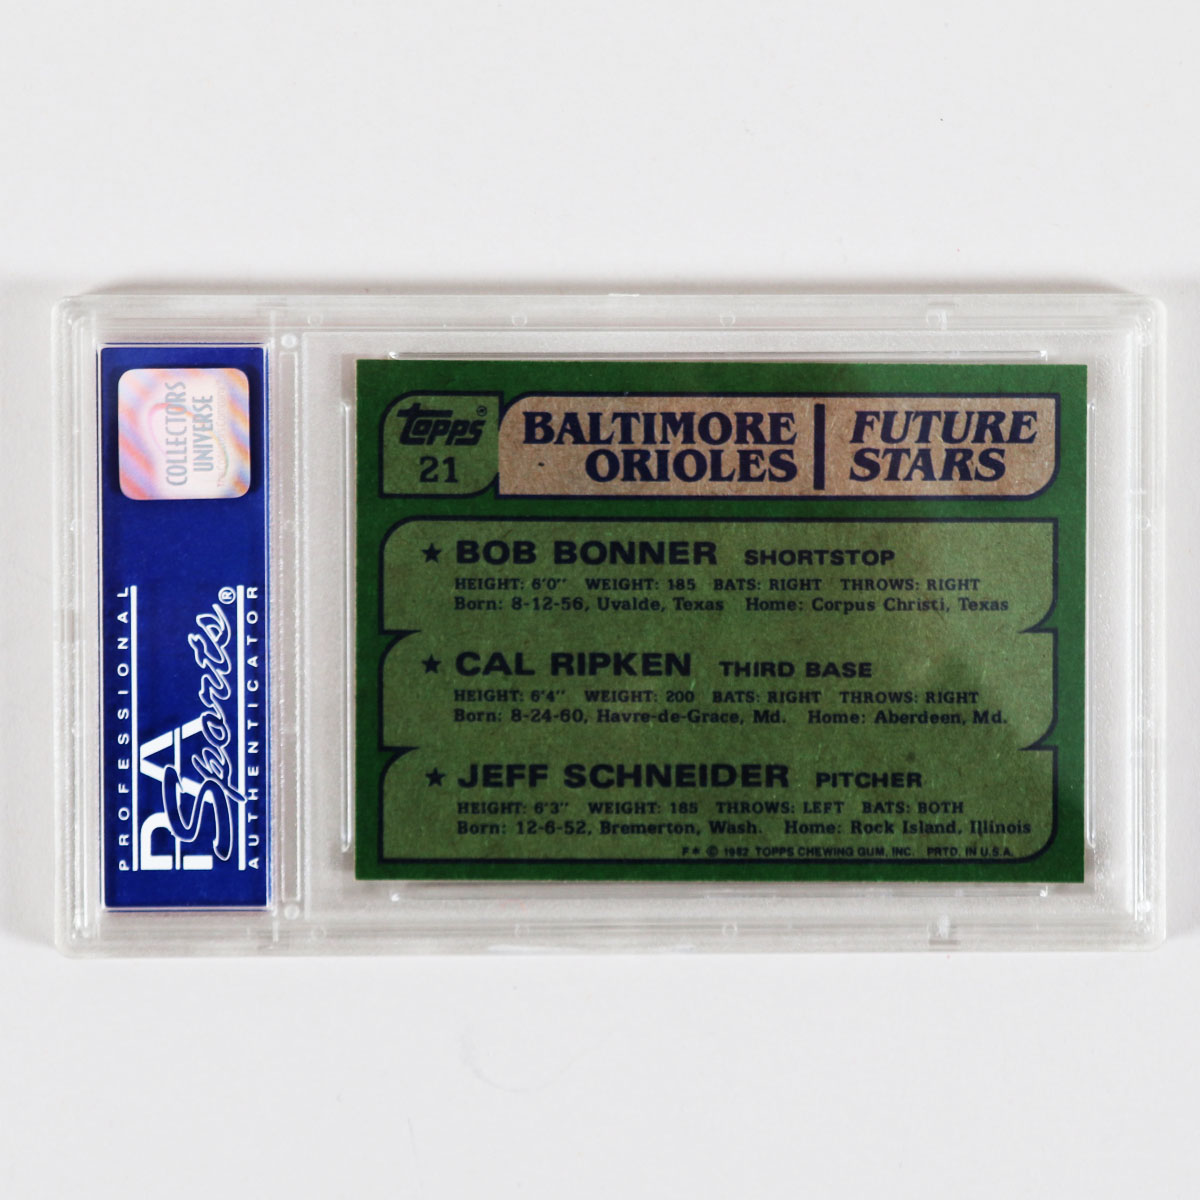 COLLECTORS
UNIVERSE
PROFESSIONAL
PSA
Sports®
AUTHENTICATOR
topps®
21
BALTIMORE
ORIOLES
FUTURE
STARS
★ BOB BONNER SHORTSTOP
HEIGHT: 6'0" WEIGHT: 185 BATS: RIGHT THROWS: RIGHT
Born: 8-12-56, Uvalde, Texas Home: Corpus Christi, Texas
★ CAL RIPKEN THIRD BASE
HEIGHT: 6'4" WEIGHT: 200 BATS: RIGHT THROWS: RIGHT
Born: 8-24-60, Havre-de-Grace, Md. Home: Aberdeen, Md.
★ JEFF SCHNEIDER PITCHER
HEIGHT: 6'3" WEIGHT: 185 THROWS: LEFT BATS: BOTH
Born: 12-6-52, Bremerton, Wash. Home: Rock Island, Illinois
F* © 1982 TOPPS CHEWING GUM, INC. PRTD. IN U.S.A.